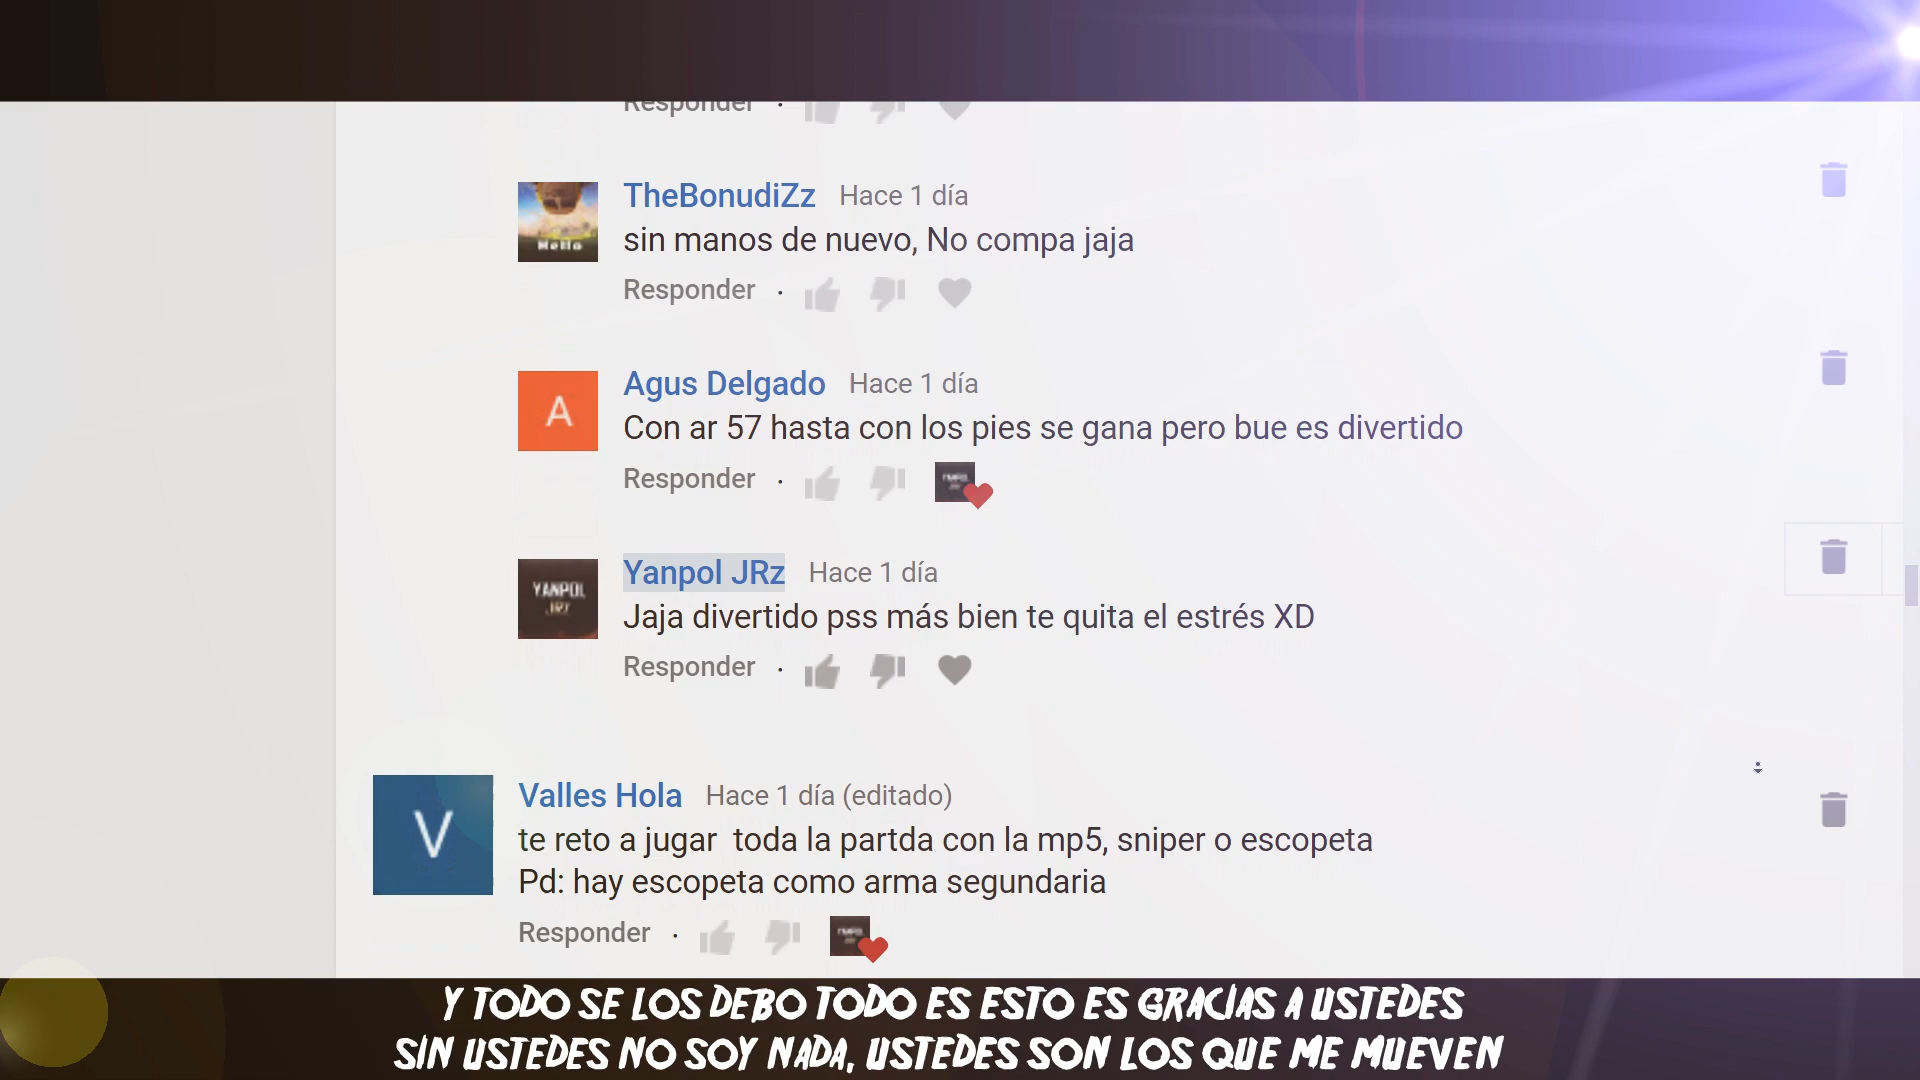 Responder ·
Hello
TheBonudiZz Hace 1 día
sin manos de nuevo, No compa jaja
Responder ·
A
Agus Delgado Hace 1 día
Con ar 57 hasta con los pies se gana pero bue es divertido
Responder ·
YANPOL
JRZ
Yanpol JRz Hace 1 día
Jaja divertido pss más bien te quita el estrés XD
Responder ·
V
Valles Hola Hace 1 día (editado)
te reto a jugar toda la partda con la mp5, sniper o escopeta
Pd: hay escopeta como arma segundaria
Responder ·
Y TODO SE LOS DEBO TODO ES ESTO ES GRACIAS A USTEDES
SIN USTEDES NO SOY NADA, USTEDES SON LOS QUE ME MUEVEN